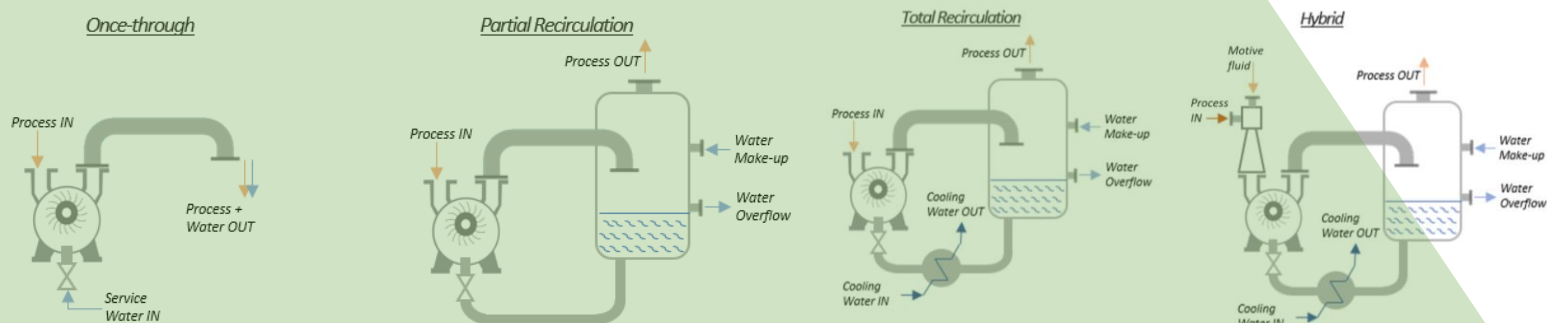 Once-through
Process IN
Process +
Water OUT
Service
Water IN
Partial Recirculation
Process OUT
Process IN
Water
Make-up
Water
Overflow
Total Recirculation
Process OUT
Process IN
Water
Make-up
Water
Overflow
Cooling
Water OUT
Cooling
Water IN
Hybrid
Motive
fluid
Process OUT
Process
IN
Water
Make-up
Water
Overflow
Cooling
Water OUT
Cooling
Water IN